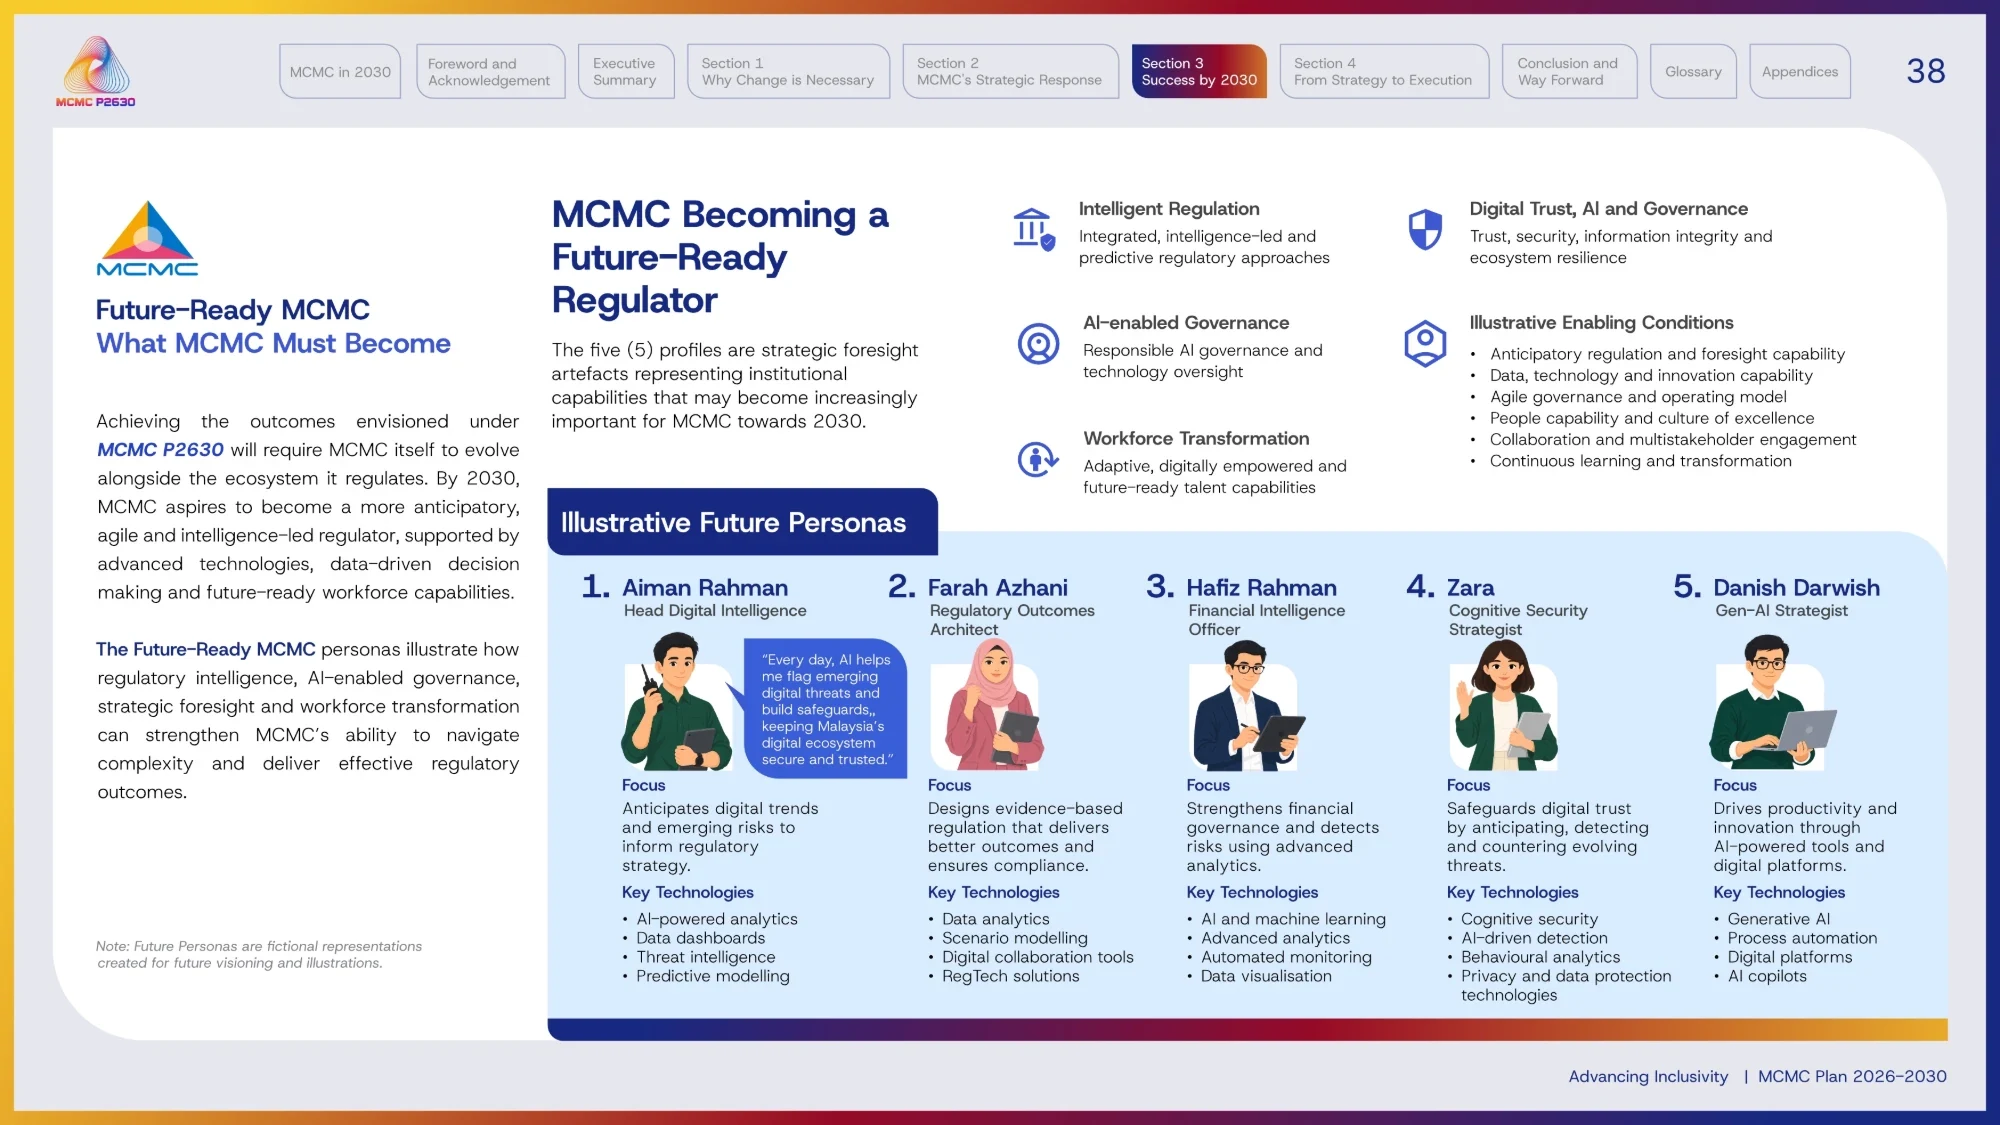 MCMC P2630
MCMC in 2030
Foreword and
Acknowledgement
Executive
Summary
Section 1
Why Change is Necessary
Section 2
MCMC's Strategic Response
Section 3
Success by 2030
Section 4
From Strategy to Execution
Conclusion and
Way Forward
Glossary
Appendices
38
MCMC
Future-Ready MCMC
What MCMC Must Become
Achieving the outcomes envisioned under
MCMC P2630 will require MCMC itself to evolve
alongside the ecosystem it regulates. By 2030,
MCMC aspires to become a more anticipatory,
agile and intelligence-led regulator, supported by
advanced technologies, data-driven decision
making and future-ready workforce capabilities.
The Future-Ready MCMC personas illustrate how
regulatory intelligence, AI-enabled governance,
strategic foresight and workforce transformation
can strengthen MCMC's ability to navigate
complexity and deliver effective regulatory
outcomes.
Note: Future Personas are fictional representations
created for future visioning and illustrations.
MCMC Becoming a
Future-Ready
Regulator
The five (5) profiles are strategic foresight
artefacts representing institutional
capabilities that may become increasingly
important for MCMC towards 2030.
Intelligent Regulation
Integrated, intelligence-led and
predictive regulatory approaches
AI-enabled Governance
Responsible AI governance and
technology oversight
Workforce Transformation
Adaptive, digitally empowered and
future-ready talent capabilities
Digital Trust, AI and Governance
Trust, security, information integrity and
ecosystem resilience
Illustrative Enabling Conditions
• Anticipatory regulation and foresight capability
• Data, technology and innovation capability
• Agile governance and operating model
• People capability and culture of excellence
• Collaboration and multistakeholder engagement
• Continuous learning and transformation
Illustrative Future Personas
1. Aiman Rahman
Head Digital Intelligence
"Every day, AI helps
me flag emerging
digital threats and
build safeguards,,
keeping Malaysia's
digital ecosystem
secure and trusted."
Focus
Anticipates digital trends
and emerging risks to
inform regulatory
strategy.
Key Technologies
• AI-powered analytics
• Data dashboards
• Threat intelligence
• Predictive modelling
2. Farah Azhani
Regulatory Outcomes
Architect
Focus
Designs evidence-based
regulation that delivers
better outcomes and
ensures compliance.
Key Technologies
• Data analytics
• Scenario modelling
• Digital collaboration tools
• RegTech solutions
3. Hafiz Rahman
Financial Intelligence
Officer
Focus
Strengthens financial
governance and detects
risks using advanced
analytics.
Key Technologies
• AI and machine learning
• Advanced analytics
• Automated monitoring
• Data visualisation
4. Zara
Cognitive Security
Strategist
Focus
Safeguards digital trust
by anticipating, detecting
and countering evolving
threats.
Key Technologies
• Cognitive security
• AI-driven detection
• Behavioural analytics
• Privacy and data protection
technologies
5. Danish Darwish
Gen-AI Strategist
Focus
Drives productivity and
innovation through
AI-powered tools and
digital platforms.
Key Technologies
• Generative AI
• Process automation
• Digital platforms
• AI copilots
Advancing Inclusivity | MCMC Plan 2026-2030